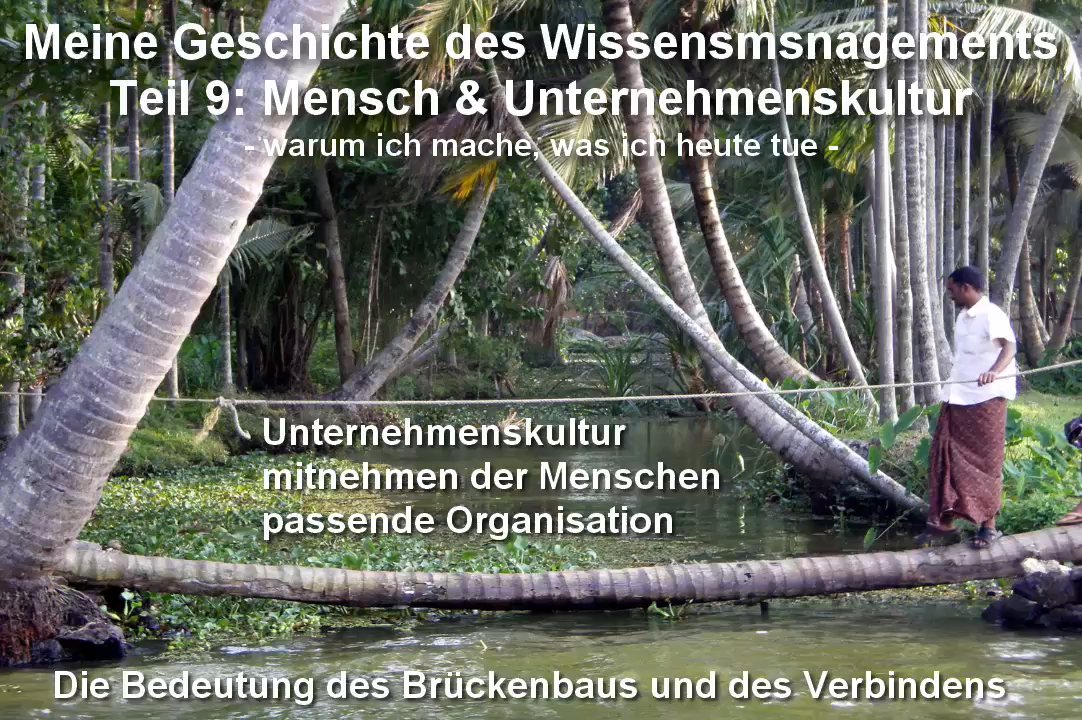 Meine Geschichte des Wissensmsnagements
Teil 9: Mensch & Unternehmenskultur
- warum ich mache, was ich heute tue -
Unternehmenskultur
mitnehmen der Menschen
passende Organisation
Die Bedeutung des Brückenbaus und des Verbindens